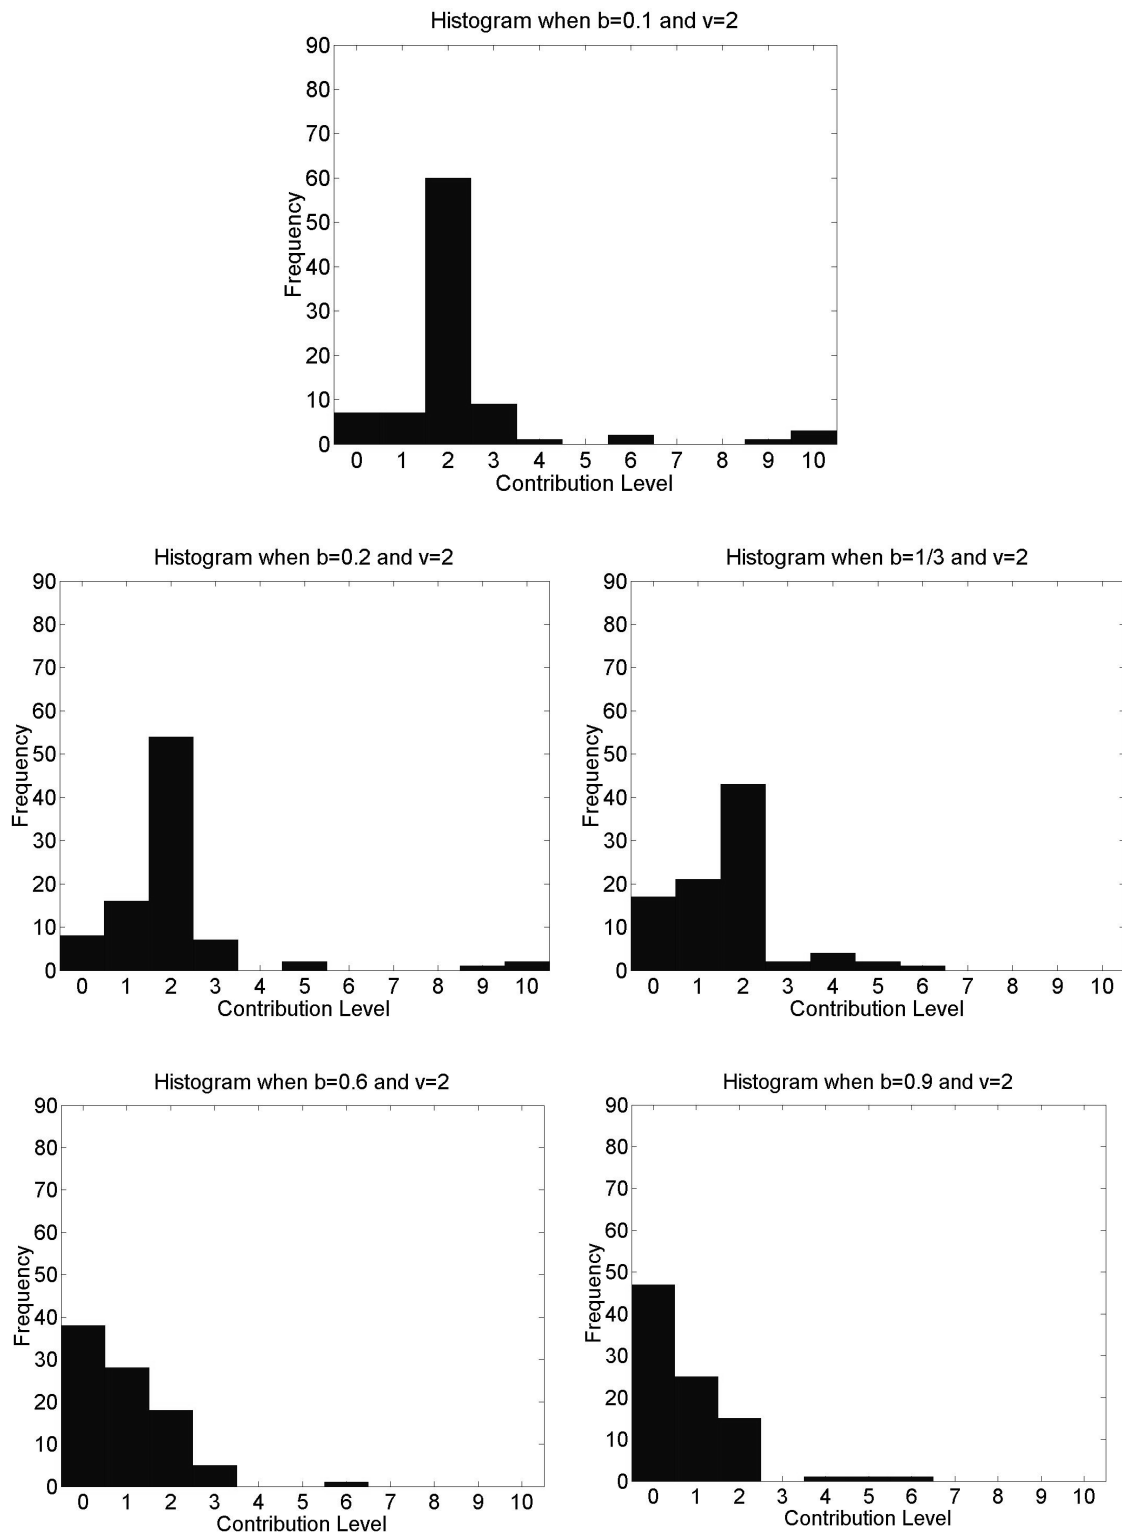 Histogram when b=0.1 and v=2
90
80
70
60
50
40
30
20
10
0
Frequency
0 1 2 3 4 5 6 7 8 9 10
Contribution Level
Histogram when b=0.2 and v=2
90
80
70
60
50
40
30
20
10
0
Frequency
0 1 2 3 4 5 6 7 8 9 10
Contribution Level
Histogram when b=1/3 and v=2
90
80
70
60
50
40
30
20
10
0
Frequency
0 1 2 3 4 5 6 7 8 9 10
Contribution Level
Histogram when b=0.6 and v=2
90
80
70
60
50
40
30
20
10
0
Frequency
0 1 2 3 4 5 6 7 8 9 10
Contribution Level
Histogram when b=0.9 and v=2
90
80
70
60
50
40
30
20
10
0
Frequency
0 1 2 3 4 5 6 7 8 9 10
Contribution Level